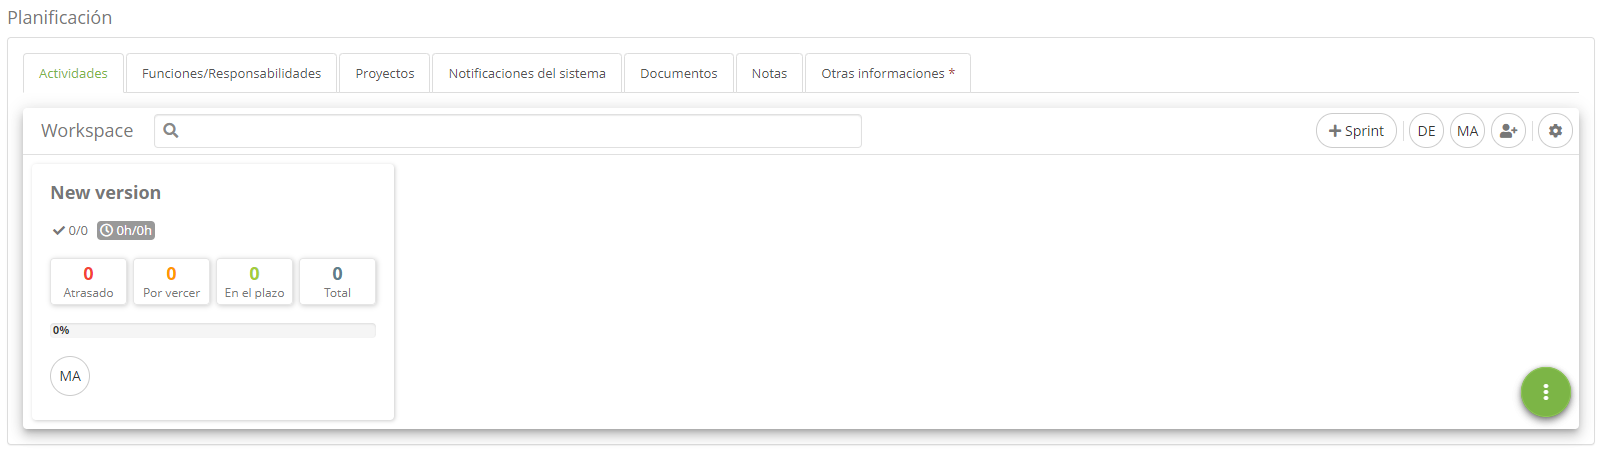 Planificación
Actividades Funciones/Responsabilidades Proyectos Notificaciones del sistema Documentos Notas Otras informaciones *
Workspace + Sprint DE MA
New version
0/0 0h/0h
0 0 0 0
Atrasado Por vercer En el plazo Total
0%
MA